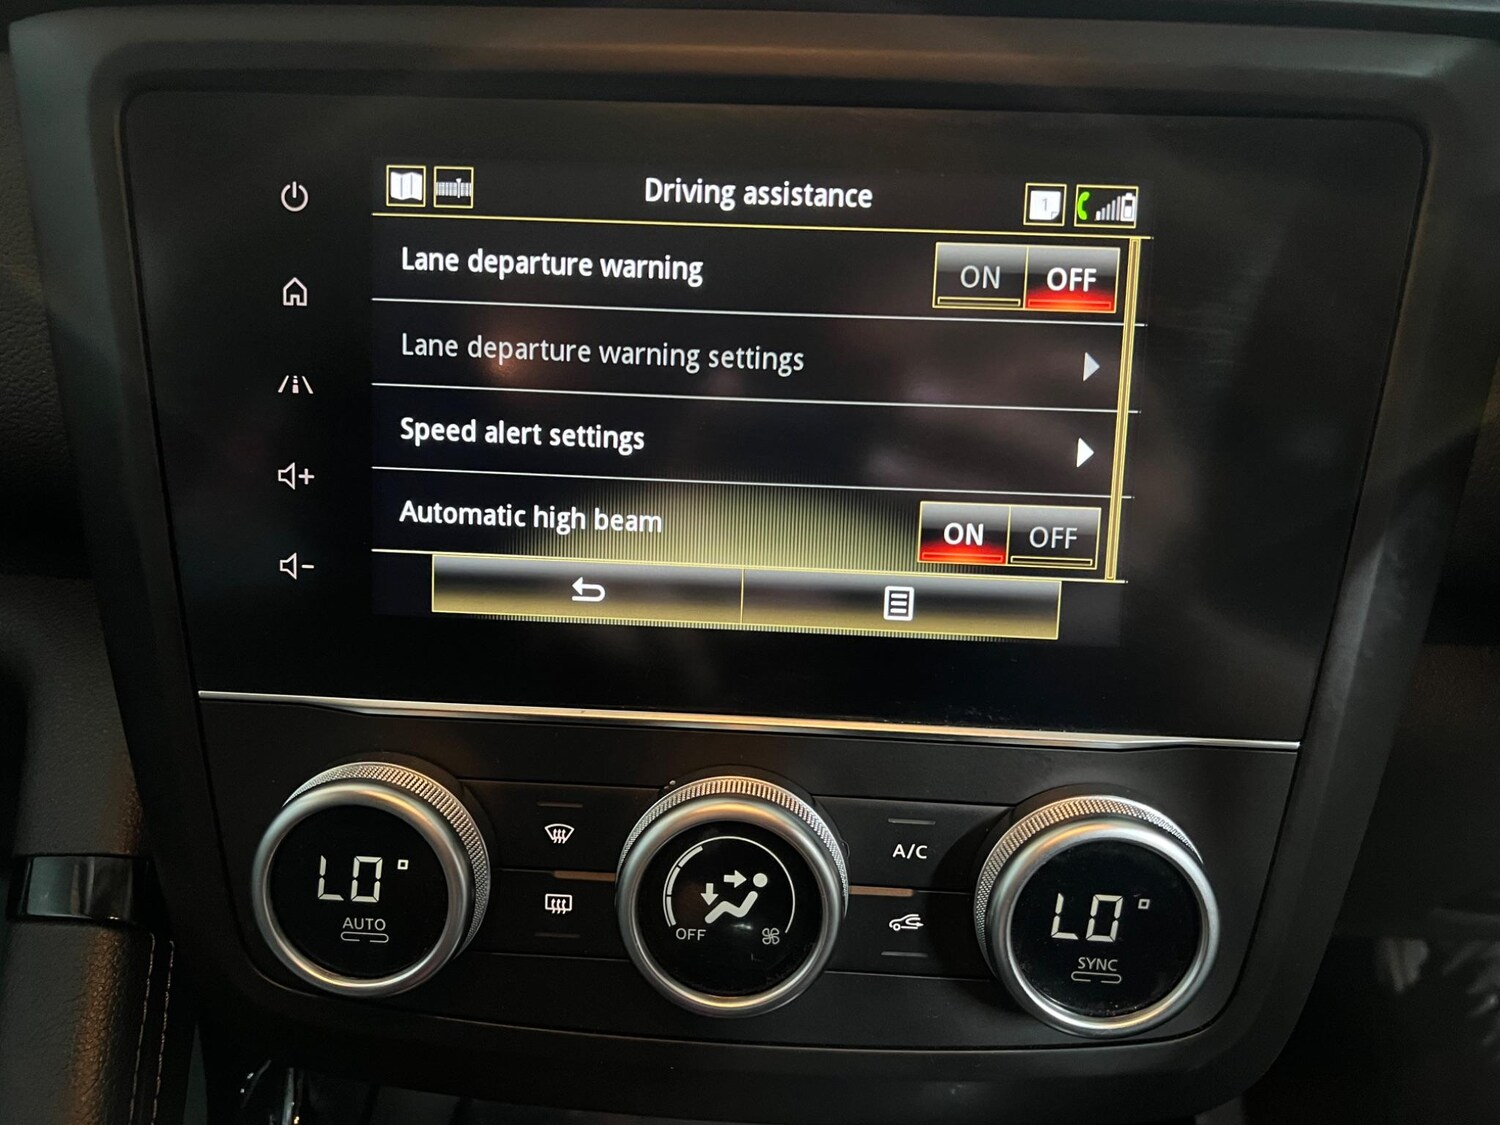 Driving assistance
1
Lane departure warning ON OFF
Lane departure warning settings
Speed alert settings
Automatic high beam ON OFF
LO°
AUTO
OFF
A/C
LO°
SYNC